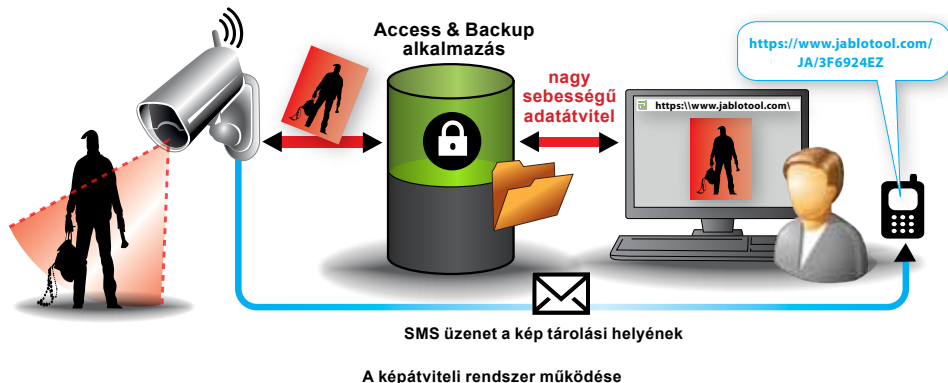 Access & Backup
alkalmazás
https://www.jablotool.com/
JA/3F6924EZ
nagy
sebességű
adatátvitel
https:\\www.jablotool.com\
SMS üzenet a kép tárolási helyének
A képátviteli rendszer működése